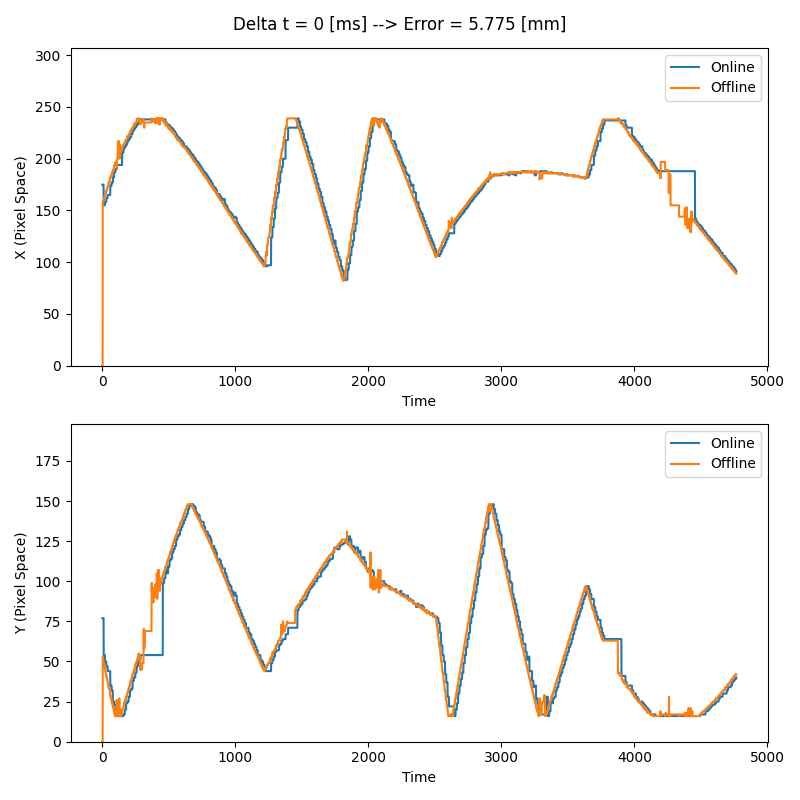 Delta t = 0 [ms] --> Error = 5.775 [mm]
300
250
200
150
100
50
0
X (Pixel Space)
Online
Offline
0 1000 2000 3000 4000 5000
Time
175
150
125
100
75
50
25
0
Y (Pixel Space)
Online
Offline
0 1000 2000 3000 4000 5000
Time